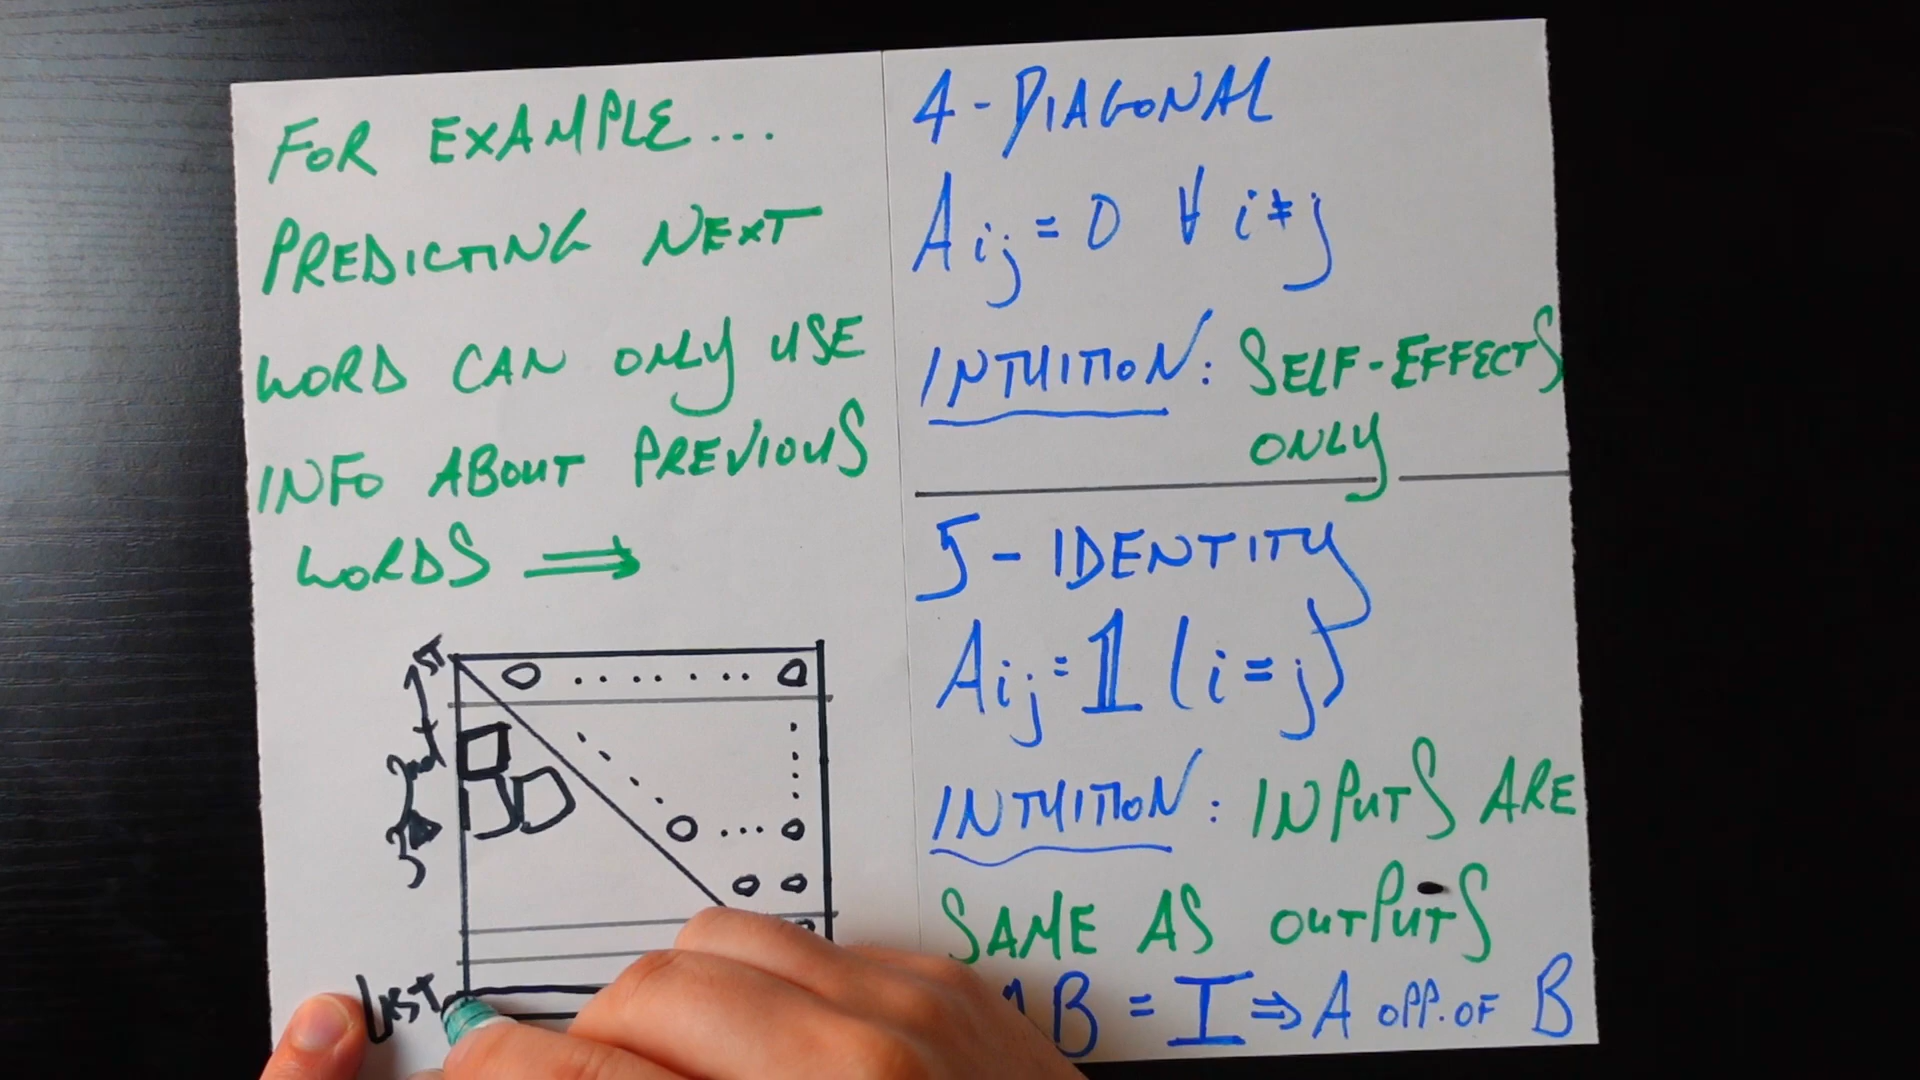 FOR EXAMPLE...
PREDICTING NEXT
WORD CAN ONLY USE
INFO ABOUT PREVIOUS
WORDS ⇒
1ST
0 ...... 0
2nd
3rd
0 ... 0
0 0
LAST
4 - DIAGONAL
Aij = 0 ∀ i ≠ j
INTUITION: SELF-EFFECTS
ONLY
5 - IDENTITY
Aij = 𝟙 (i = j)
INTUITION: INPUTS ARE
SAME AS OUTPUTS
B = I ⇒ A OPP. OF B